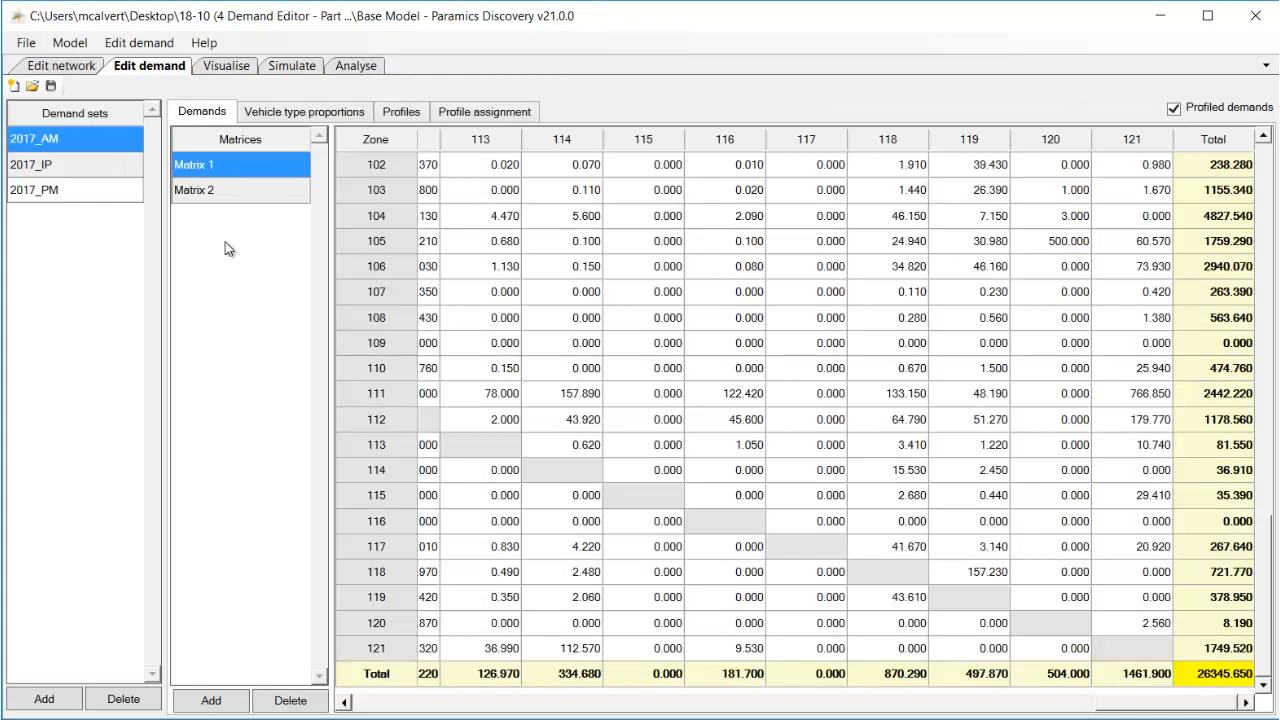 C:\Users\mcalvert\Desktop\18-10 (4 Demand Editor - Part ...\Base Model - Paramics Discovery v21.0.0
File Model Edit demand Help
Edit network Edit demand Visualise Simulate Analyse
Demand sets
2017_AM
2017_IP
2017_PM
Add Delete
Demands Vehicle type proportions Profiles Profile assignment Profiled demands
Matrices
Matrix 1
Matrix 2
Add Delete
Zone 113 114 115 116 117 118 119 120 121 Total
102 370 0.020 0.070 0.000 0.010 0.000 1.910 39.430 0.000 0.980 238.280
103 800 0.000 0.110 0.000 0.020 0.000 1.440 26.390 1.000 1.670 1155.340
104 130 4.470 5.600 0.000 2.090 0.000 46.150 7.150 3.000 0.000 4827.540
105 210 0.680 0.100 0.000 0.100 0.000 24.940 30.980 500.000 60.570 1759.290
106 030 1.130 0.150 0.000 0.080 0.000 34.820 46.160 0.000 73.930 2940.070
107 350 0.000 0.000 0.000 0.000 0.000 0.110 0.230 0.000 0.420 263.390
108 430 0.000 0.000 0.000 0.000 0.000 0.280 0.560 0.000 1.380 563.640
109 000 0.000 0.000 0.000 0.000 0.000 0.000 0.000 0.000 0.000 0.000
110 760 0.150 0.000 0.000 0.000 0.000 0.670 1.500 0.000 25.940 474.760
111 000 78.000 157.890 0.000 122.420 0.000 133.150 48.190 0.000 766.850 2442.220
112 2.000 43.920 0.000 45.600 0.000 64.790 51.270 0.000 179.770 1178.560
113 000 0.620 0.000 1.050 0.000 3.410 1.220 0.000 10.740 81.550
114 000 0.000 0.000 0.000 0.000 15.530 2.450 0.000 0.000 36.910
115 000 0.000 0.000 0.000 0.000 2.680 0.440 0.000 29.410 35.390
116 000 0.000 0.000 0.000 0.000 0.000 0.000 0.000 0.000 0.000
117 010 0.830 4.220 0.000 0.000 41.670 3.140 0.000 20.920 267.640
118 970 0.490 2.480 0.000 0.000 0.000 157.230 0.000 0.000 721.770
119 420 0.350 2.060 0.000 0.000 0.000 43.610 0.000 0.000 378.950
120 870 0.000 0.000 0.000 0.000 0.000 0.000 0.000 2.560 8.190
121 320 36.990 112.570 0.000 9.530 0.000 0.000 0.000 0.000 1749.520
Total 220 126.970 334.680 0.000 181.700 0.000 870.290 497.870 504.000 1461.900 26345.650